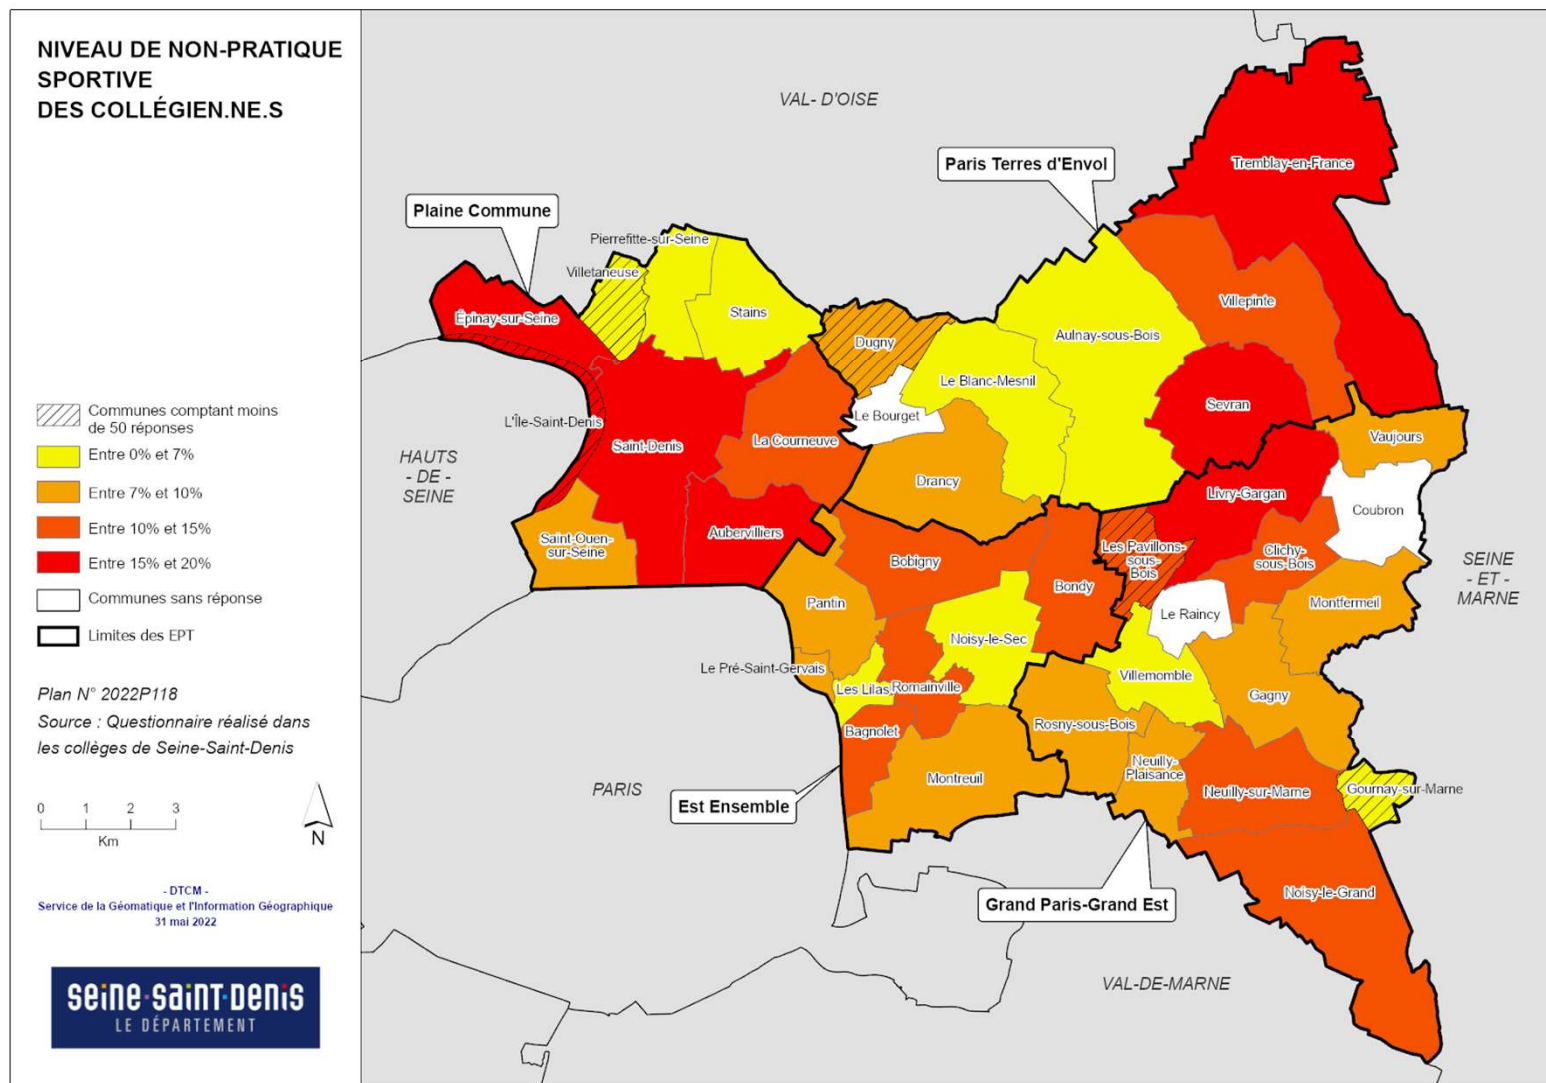 NIVEAU DE NON-PRATIQUE
SPORTIVE
DES COLLÉGIEN.NE.S
Communes comptant moins
de 50 réponses
Entre 0% et 7%
Entre 7% et 10%
Entre 10% et 15%
Entre 15% et 20%
Communes sans réponse
Limites des EPT
Plan N° 2022P118
Source : Questionnaire réalisé dans
les collèges de Seine-Saint-Denis
0 1 2 3
Km
N
- DTCM -
Service de la Géomatique et l'Information Géographique
31 mai 2022
seine-saint-denis
LE DÉPARTEMENT
VAL- D'OISE
Paris Terres d'Envol
Tremblay-en-France
Plaine Commune
Pierrefitte-sur-Seine
Villetaneuse
Épinay-sur-Seine
Stains
Villepinte
Dugny
Aulnay-sous-Bois
Le Blanc-Mesnil
Sevran
Le Bourget
L'Île-Saint-Denis
Saint-Denis
La Courneuve
Vaujours
HAUTS
- DE -
SEINE
Drancy
Livry-Gargan
Coubron
Saint-Ouen-
sur-Seine
Aubervilliers
Les Pavillons-
sous-
Bois
Clichy-
sous-Bois
Bobigny
Bondy
SEINE
- ET -
MARNE
Pantin
Le Raincy
Montfermeil
Noisy-le-Sec
Le Pré-Saint-Gervais
Les Lilas
Romainville
Villemomble
Gagny
Bagnolet
Rosny-sous-Bois
Neuilly-
Plaisance
Montreuil
PARIS
Neuilly-sur-Marne
Gournay-sur-Marne
Est Ensemble
Noisy-le-Grand
Grand Paris-Grand Est
VAL-DE-MARNE